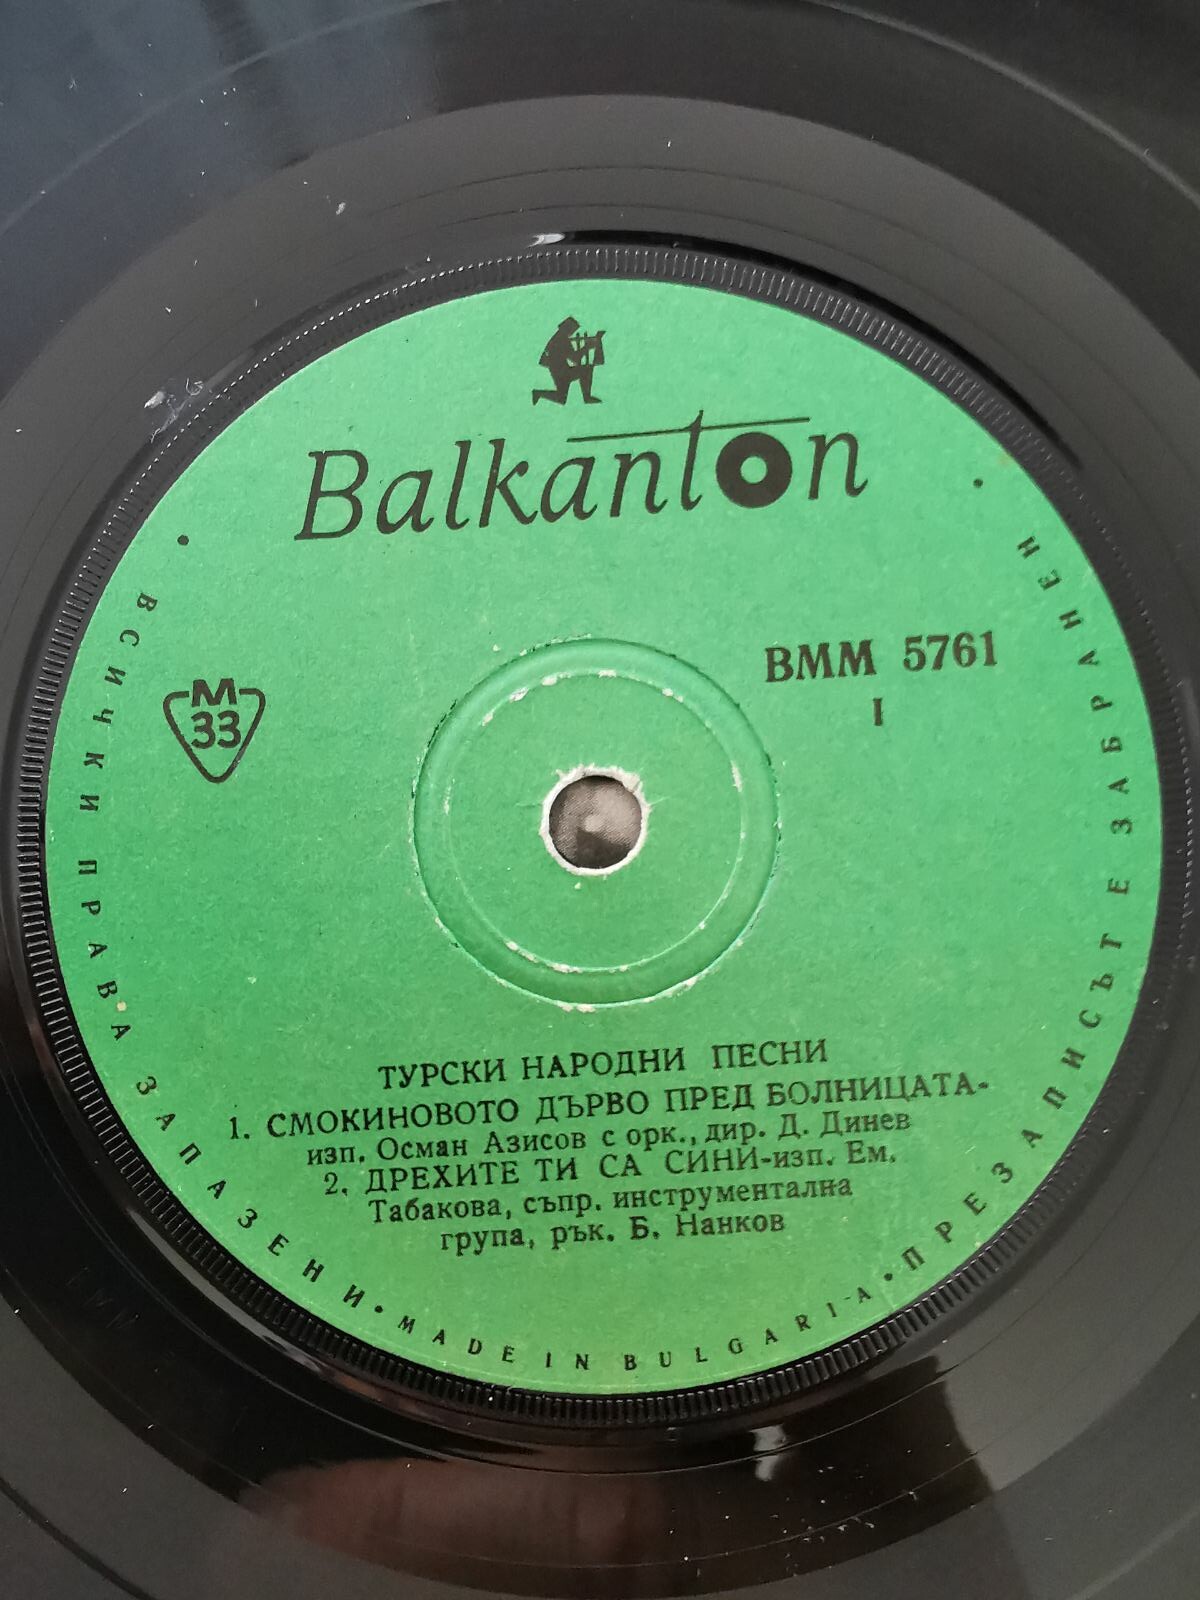 Balkanton
ВММ 5761
I
М
33
ТУРСКИ НАРОДНИ ПЕСНИ
1. СМОКИНОВОТО ДЪРВО ПРЕД БОЛНИЦАТА-
изп. Осман Азисов с орк., дир. Д. Динев
2. ДРЕХИТЕ ТИ СА СИНИ-изп. Ем.
Табакова, съпр. инструментална
група, рък. Б. Нанков
• ВСИЧКИ ПРАВА ЗАПАЗЕНИ • MADE IN BULGARIA • ПРЕЗАПИСЪТ Е ЗАБРАНЕН •